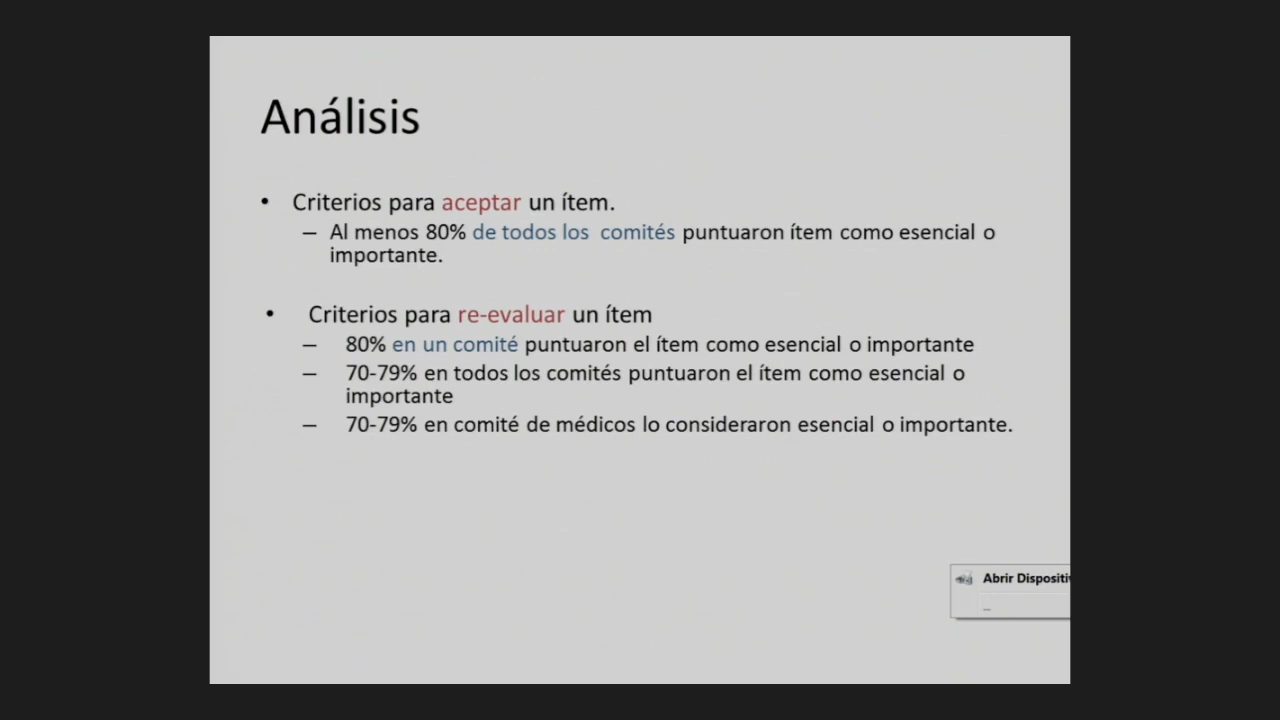 Análisis
• Criterios para aceptar un ítem.
– Al menos 80% de todos los comités puntuaron ítem como esencial o
importante.
• Criterios para re-evaluar un ítem
– 80% en un comité puntuaron el ítem como esencial o importante
– 70-79% en todos los comités puntuaron el ítem como esencial o
importante
– 70-79% en comité de médicos lo consideraron esencial o importante.
Abrir Dispositiv